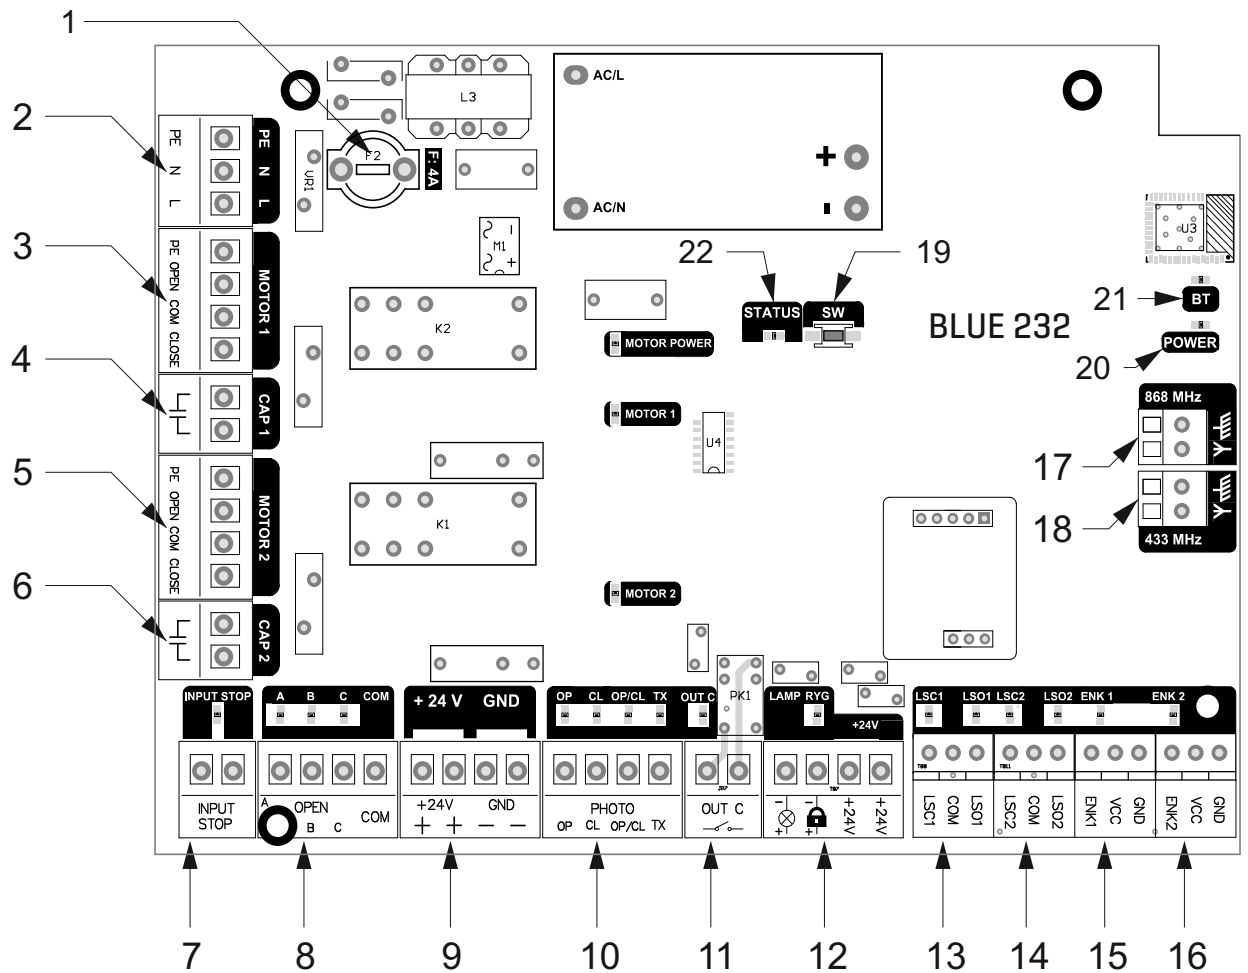 1
AC/L
L3
2
PE
PE
N
N
L
L
VR1
F2
F: 4A
+
AC/N
-
M1
U3
3
PE OPEN COM CLOSE
MOTOR 1
22
19
21
BT
K2
STATUS
SW
BLUE 232
MOTOR POWER
20
POWER
4
CAP 1
868 MHz
MOTOR 1
U4
17
5
PE OPEN COM CLOSE
MOTOR 2
K1
18
433 MHz
6
CAP 2
MOTOR 2
INPUT STOP
A B C COM
+ 24 V GND
OP CL OP/CL TX
OUT C
PK1
LAMP RYG
+24V
LSC1 LSO1 LSC2 LSO2 ENK 1 ENK 2
TB9
TB11
JP7
TB7
INPUT
STOP
A OPEN
B C
COM
+24V GND
+ + – –
PHOTO
OP CL OP/CL TX
OUT C
- + - + +24V +24V
LSC1 COM LSO1
LSC2 COM LSO2
ENK1 VCC GND
ENK2 VCC GND
7 8 9 10 11 12 13 14 15 16